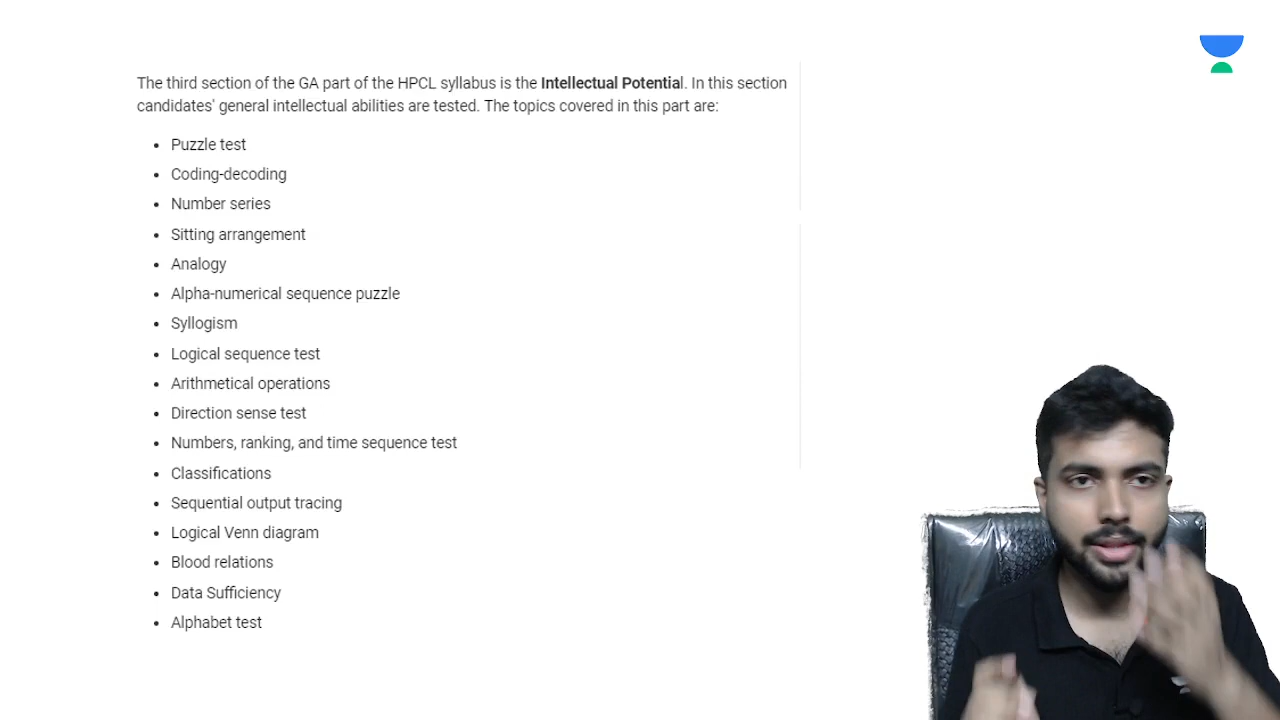 The third section of the GA part of the HPCL syllabus is the Intellectual Potential. In this section
candidates' general intellectual abilities are tested. The topics covered in this part are:
• Puzzle test
• Coding-decoding
• Number series
• Sitting arrangement
• Analogy
• Alpha-numerical sequence puzzle
• Syllogism
• Logical sequence test
• Arithmetical operations
• Direction sense test
• Numbers, ranking, and time sequence test
• Classifications
• Sequential output tracing
• Logical Venn diagram
• Blood relations
• Data Sufficiency
• Alphabet test